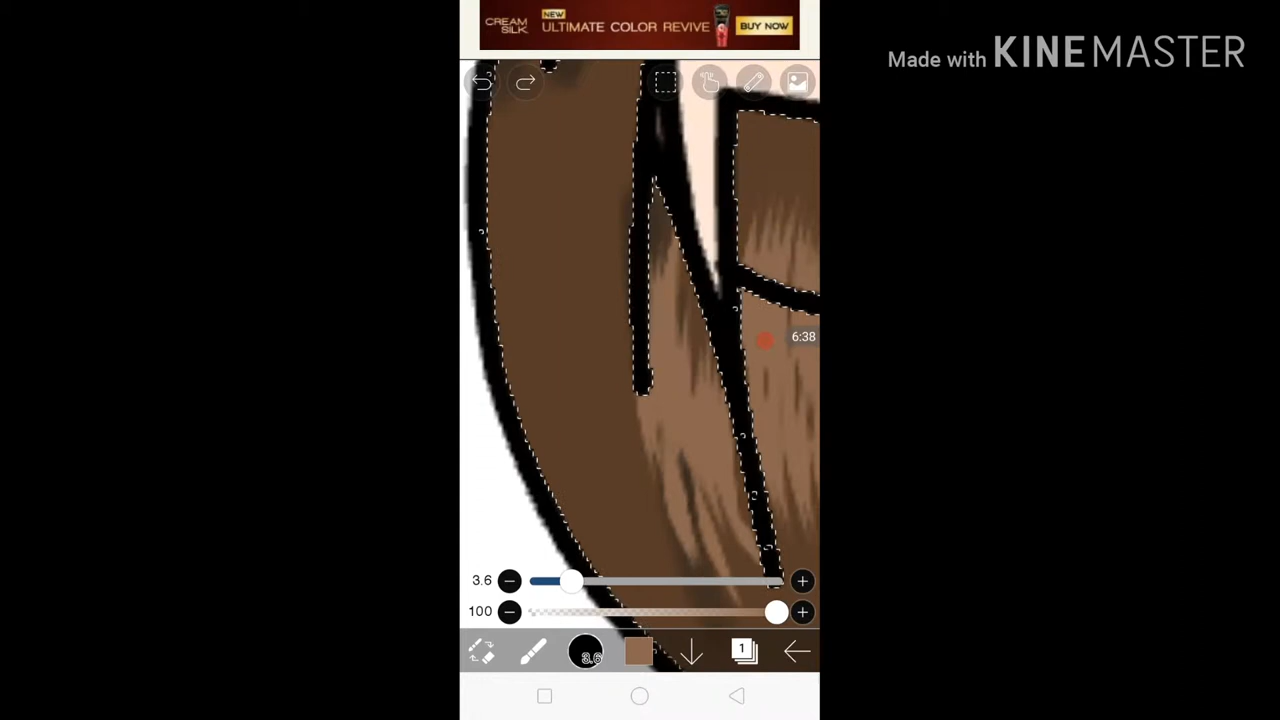 CREAM
SILK
NEW
ULTIMATE COLOR REVIVE
BUY NOW
Made with KINEMASTER
6:38
3.6
100
3.6
1